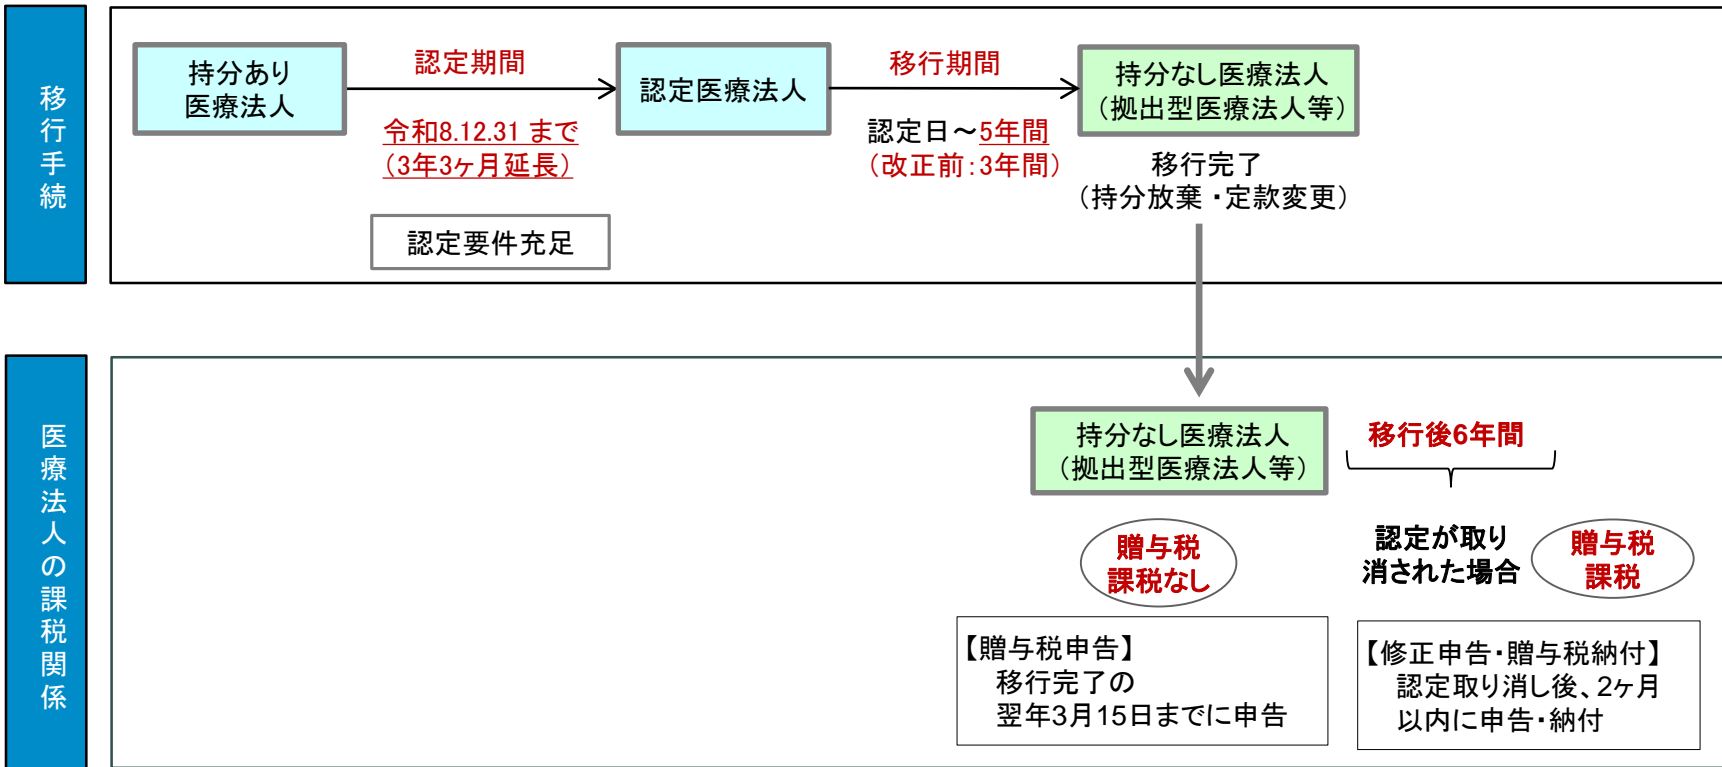 移行手続
持分あり
医療法人
認定期間
令和8.12.31 まで
(3年3ヶ月延長)
認定要件充足
認定医療法人
移行期間
認定日～5年間
(改正前:3年間)
持分なし医療法人
(拠出型医療法人等)
移行完了
(持分放棄・定款変更)
医療法人の課税関係
持分なし医療法人
(拠出型医療法人等)
移行後6年間
贈与税
課税なし
認定が取り
消された場合
贈与税
課税
【贈与税申告】
移行完了の
翌年3月15日までに申告
【修正申告・贈与税納付】
認定取り消し後、2ヶ月
以内に申告・納付